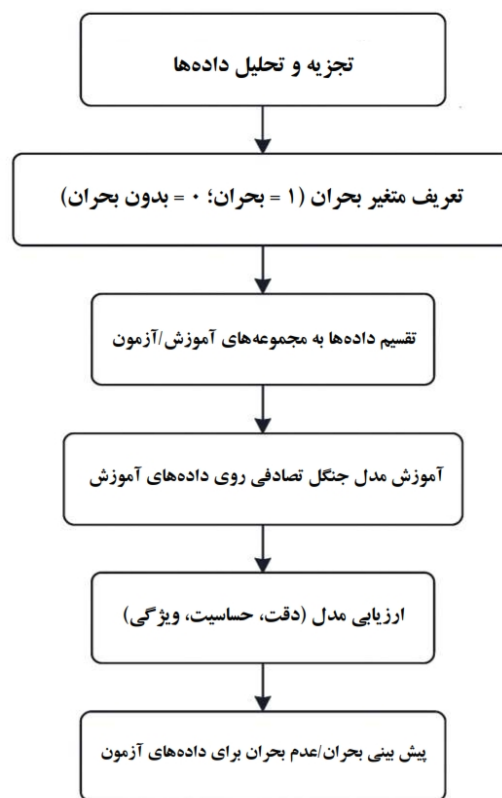 تجزیه و تحلیل داده‌ها
تعریف متغیر بحران (۱ = بحران؛ ۰ = بدون بحران)
تقسیم داده‌ها به مجموعه‌های آموزش/آزمون
آموزش مدل جنگل تصادفی روی داده‌های آموزش
ارزیابی مدل (دقت، حساسیت، ویژگی)
پیش بینی بحران/عدم بحران برای داده‌های آزمون